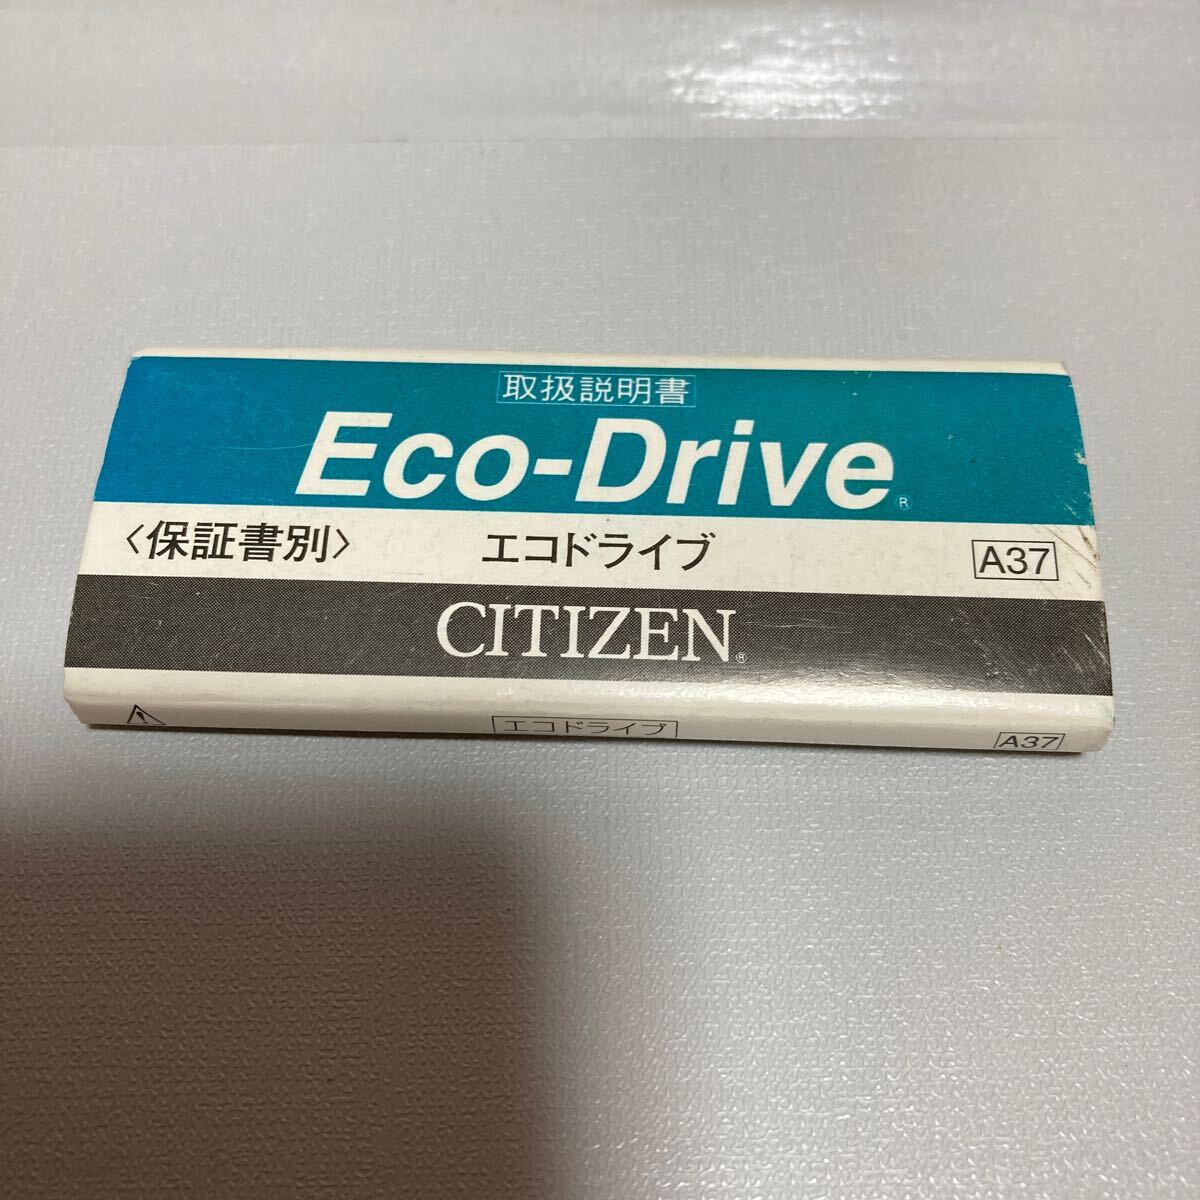 取扱説明書
Eco-Drive®
〈保証書別〉 エコドライブ A37
CITIZEN®
エコドライブ A37